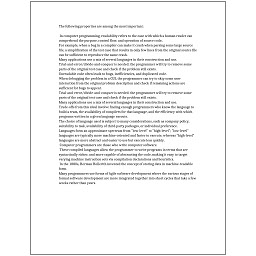 The following properties are among the most important:
In computer programming, readability refers to the ease with which a human reader can
comprehend the purpose, control flow, and operation of source code.
For example, when a bug in a compiler can make it crash when parsing some large source
file, a simplification of the test case that results in only few lines from the original source file
can be sufficient to reproduce the same crash.
Many applications use a mix of several languages in their construction and use.
Trial-and-error/divide-and-conquer is needed: the programmer will try to remove some
parts of the original test case and check if the problem still exists.
Unreadable code often leads to bugs, inefficiencies, and duplicated code.
When debugging the problem in a GUI, the programmer can try to skip some user
interaction from the original problem description and check if remaining actions are
sufficient for bugs to appear.
Trial-and-error/divide-and-conquer is needed: the programmer will try to remove some
parts of the original test case and check if the problem still exists.
Many applications use a mix of several languages in their construction and use.
Trade-offs from this ideal involve finding enough programmers who know the language to
build a team, the availability of compilers for that language, and the efficiency with which
programs written in a given language execute.
The choice of language used is subject to many considerations, such as company policy,
suitability to task, availability of third-party packages, or individual preference.
Languages form an approximate spectrum from "low-level" to "high-level"; "low-level"
languages are typically more machine-oriented and faster to execute, whereas "high-level"
languages are more abstract and easier to use but execute less quickly.
Computer programmers are those who write computer software.
These compiled languages allow the programmer to write programs in terms that are
syntactically richer, and more capable of abstracting the code, making it easy to target
varying machine instruction sets via compilation declarations and heuristics.
In the 1880s, Herman Hollerith invented the concept of storing data in machine-readable
form.
Many programmers use forms of Agile software development where the various stages of
formal software development are more integrated together into short cycles that take a few
weeks rather than years.